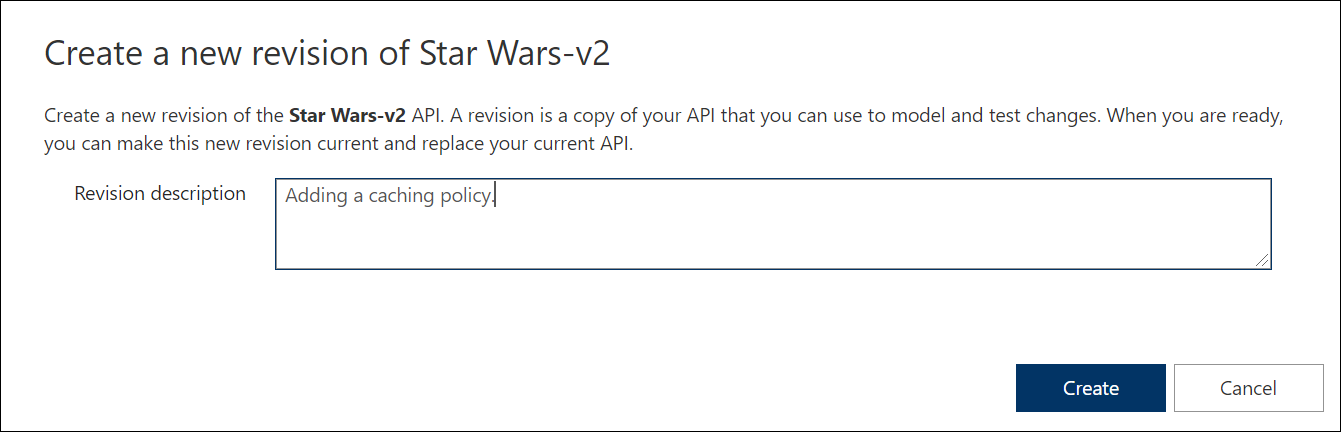 Create a new revision of Star Wars-v2
Create a new revision of the Star Wars-v2 API. A revision is a copy of your API that you can use to model and test changes. When you are ready,
you can make this new revision current and replace your current API.
Revision description
Adding a caching policy.
Create
Cancel